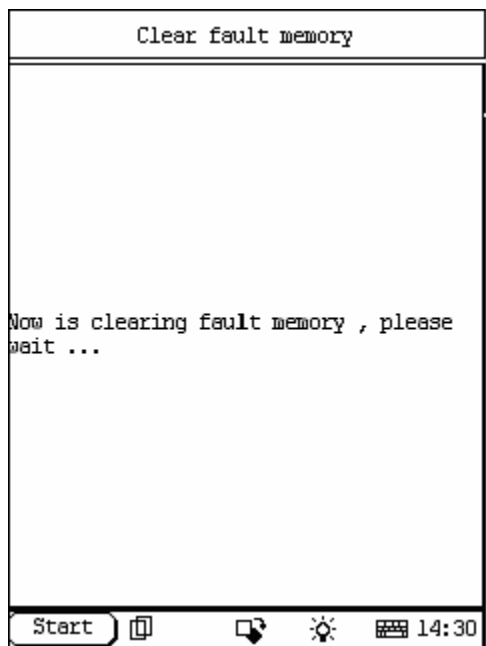 Clear fault memory
Now is clearing fault memory , please
wait ...
Start
14:30